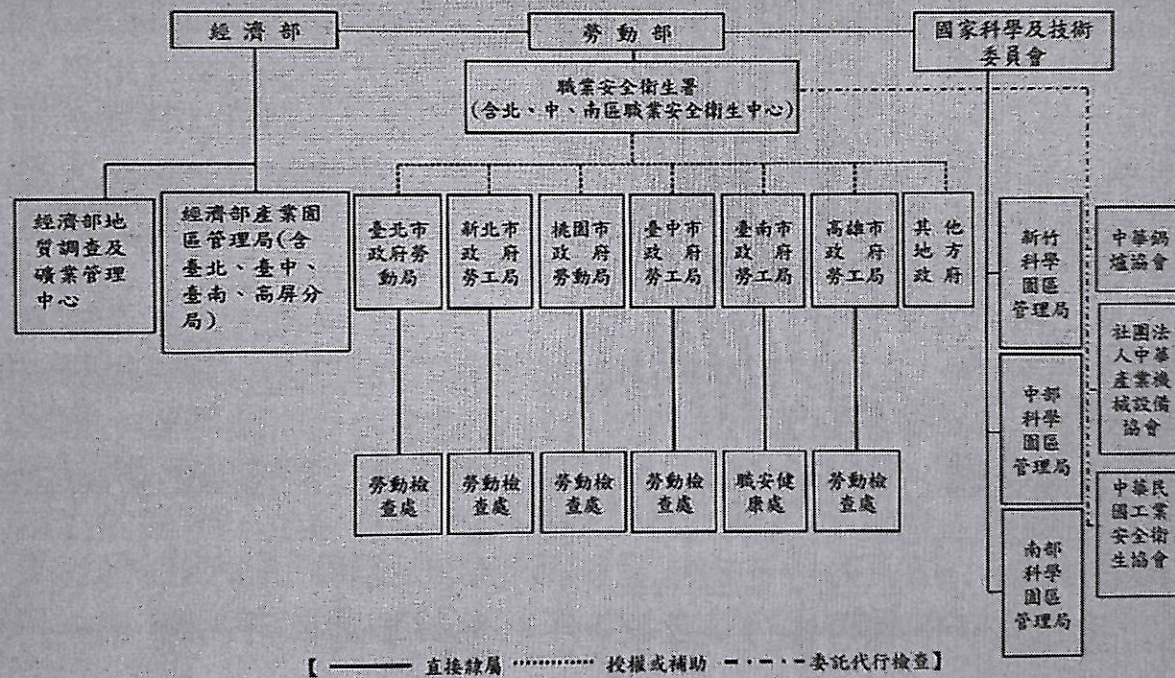 經濟部
勞動部
國家科學及技術
委員會
職業安全衛生署
(含北、中、南區職業安全衛生中心)
經濟部地
質調查及
礦業管理
中心
經濟部產業園
區管理局(含
臺北、臺中、
臺南、高屏分
局)
臺北市
政府勞
動局
新北市
政府
勞工局
桃園市
政府
勞動局
臺中市
政府
勞工局
臺南市
政府
勞工局
高雄市
政府
勞工局
其他
地方
政府
勞動檢
查處
勞動檢
查處
勞動檢
查處
勞動檢
查處
職安健
康處
勞動檢
查處
新竹
科學
園區
管理局
中部
科學
園區
管理局
南部
科學
園區
管理局
中華鍋
爐協會
社團法
人中華
產業機
械設備
協會
中華民
國工業
安全衛
生協會
【 直接隸屬 授權或補助 委託代行檢查】